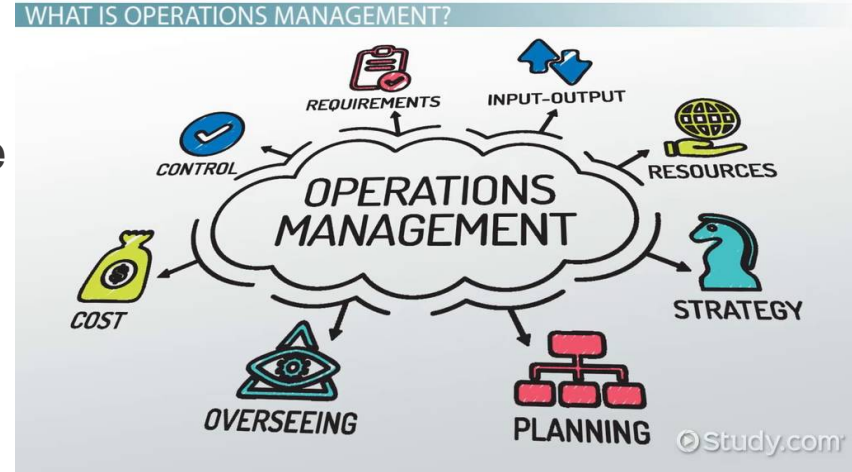 WHAT IS OPERATIONS MANAGEMENT?
e
REQUIREMENTS
INPUT-OUTPUT
CONTROL
RESOURCES
OPERATIONS
MANAGEMENT
COST
STRATEGY
OVERSEEING
PLANNING
Study.com